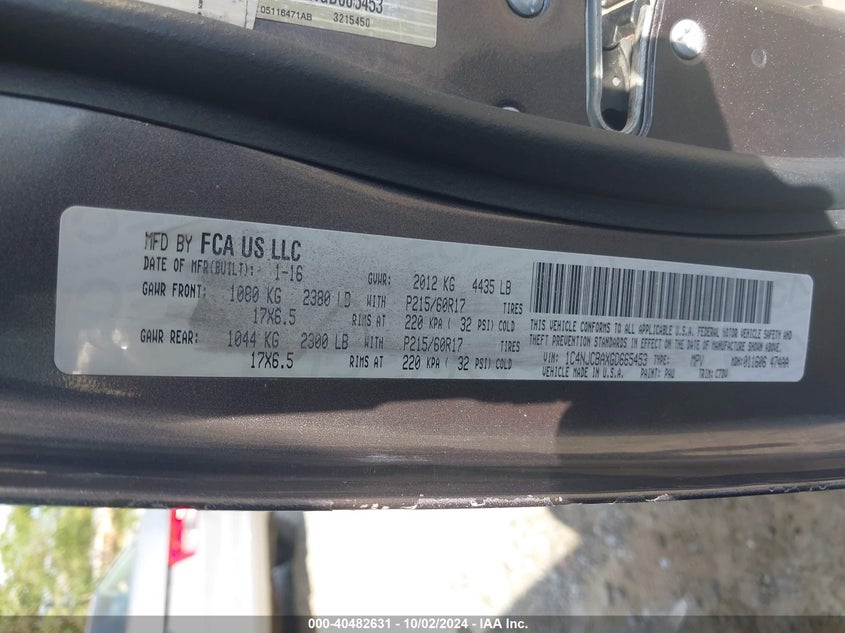 05116471AB 3215450
MFD BY FCA US LLC
DATE OF MFR(BUILT): 1-16 GVWR: 2012 KG 4435 LB
GAWR FRONT: 1080 KG 2380 LB WITH P215/60R17 TIRES
17X6.5 RIMS AT 220 KPA ( 32 PSI) COLD
GAWR REAR: 1044 KG 2300 LB WITH P215/60R17 TIRES
17X6.5 RIMS AT 220 KPA ( 32 PSI) COLD
THIS VEHICLE CONFORMS TO ALL APPLICABLE U.S.A. FEDERAL MOTOR VEHICLE SAFETY AND
THEFT PREVENTION STANDARDS IN EFFECT ON THE DATE OF MANUFACTURE SHOWN ABOVE.
VIN: 1C4NJCBAXGD665453 TYPE: MPV MDH: 011606 474AA
VEHICLE MADE IN U.S.A. PAINT: PAU TRIM:
000-40482631 - 10/02/2024 - IAA Inc.